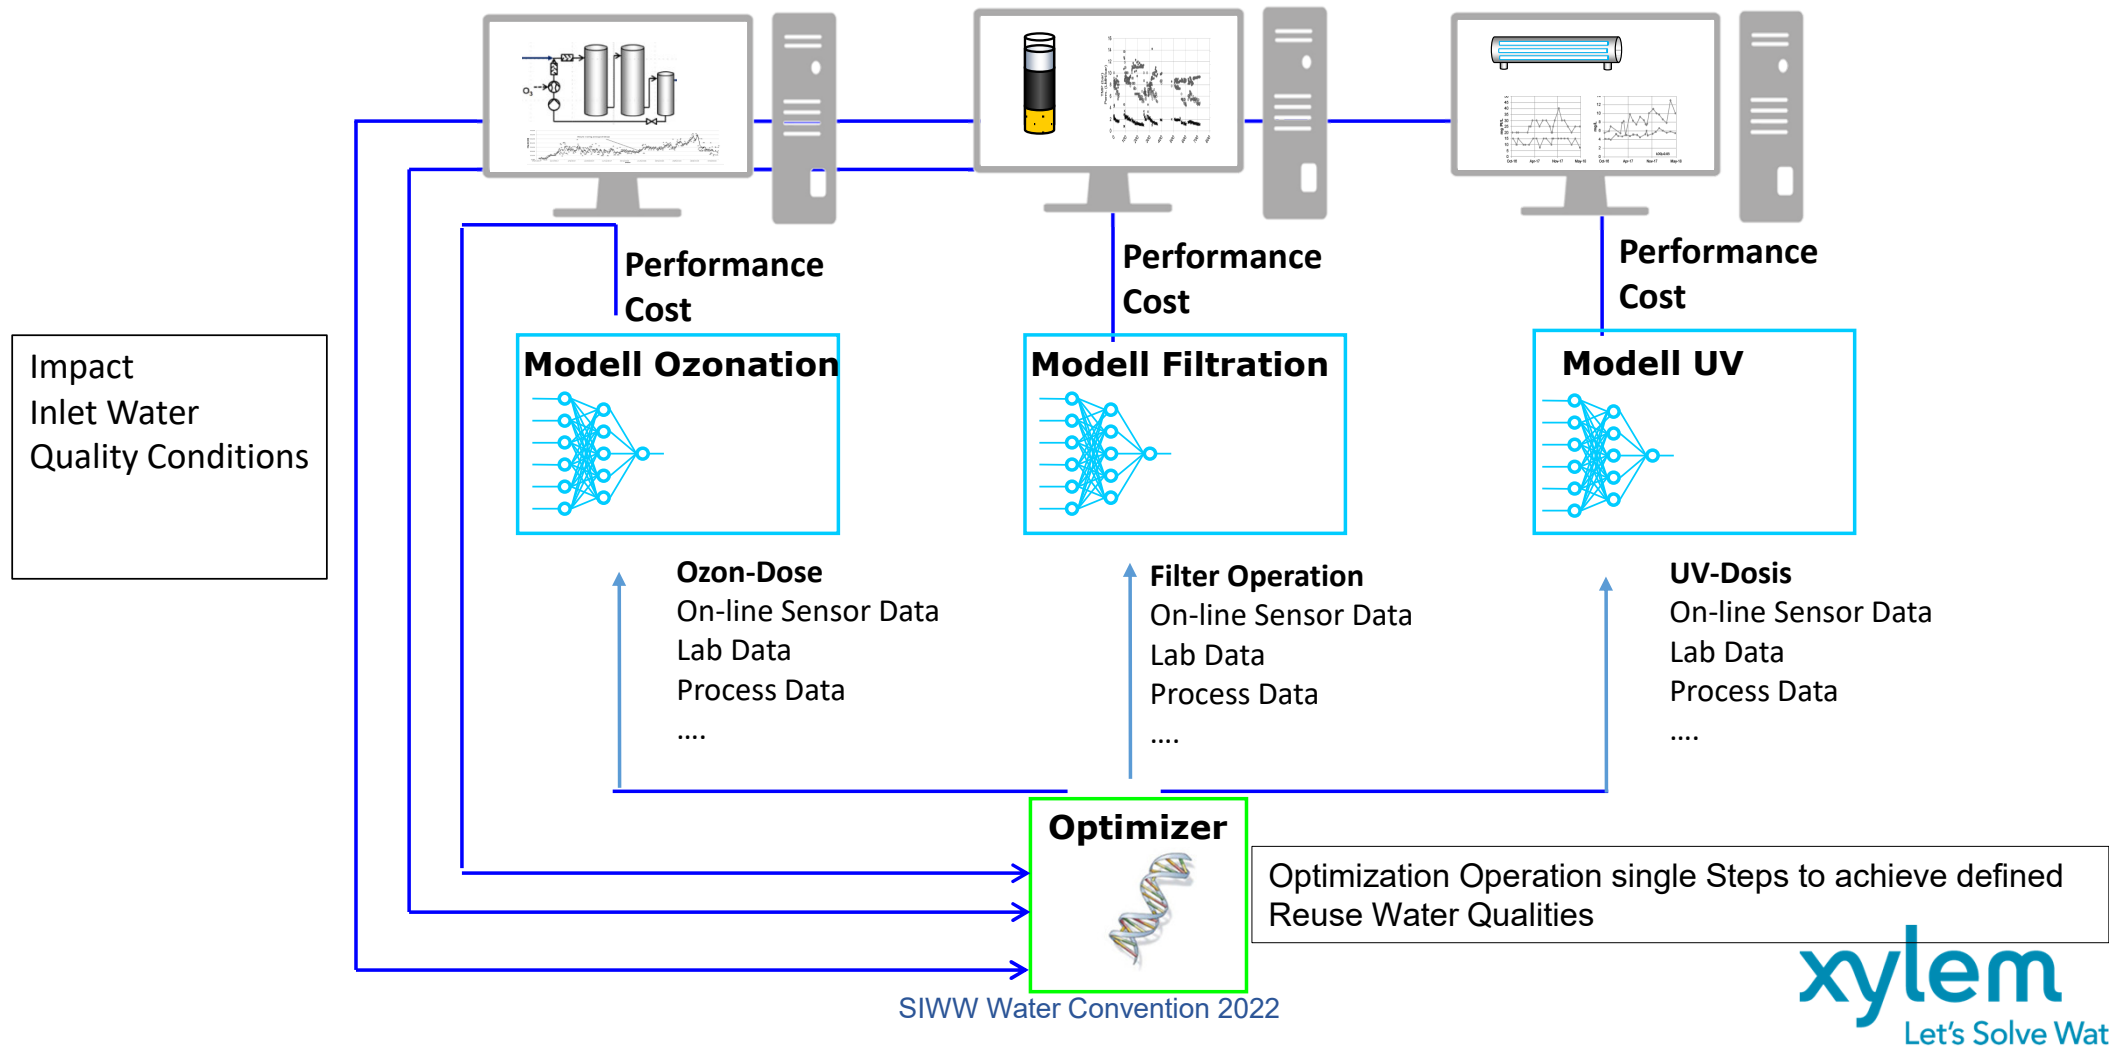 O3
Performance
Cost
Performance
Cost
Performance
Cost
Impact
Inlet Water
Quality Conditions
Modell Ozonation
Modell Filtration
Modell UV
Ozon-Dose
On-line Sensor Data
Lab Data
Process Data
....
Filter Operation
On-line Sensor Data
Lab Data
Process Data
....
UV-Dosis
On-line Sensor Data
Lab Data
Process Data
....
Optimizer
Optimization Operation single Steps to achieve defined
Reuse Water Qualities
SIWW Water Convention 2022
xylem
Let's Solve Wat